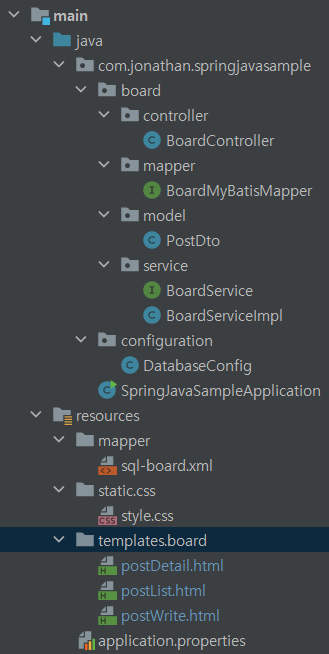 main
java
com.jonathan.springjavasample
board
controller
BoardController
mapper
BoardMyBatisMapper
model
PostDto
service
BoardService
BoardServiceImpl
configuration
DatabaseConfig
SpringJavaSampleApplication
resources
mapper
sql-board.xml
static.css
style.css
templates.board
postDetail.html
postList.html
postWrite.html
application.properties